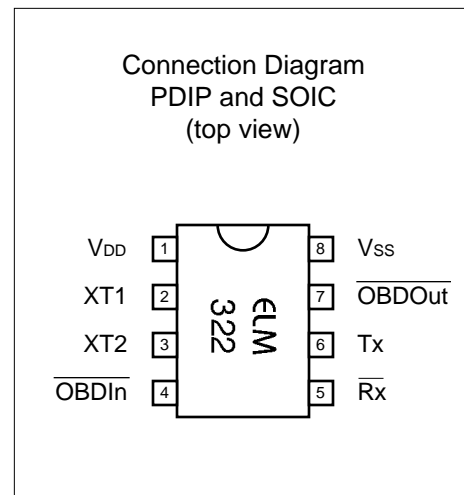 Connection Diagram
PDIP and SOIC
(top view)
VDD 1 8 VSS
XT1 2 7 OBDOut
XT2 3 6 Tx
OBDIn 4 5 Rx
ELM
322